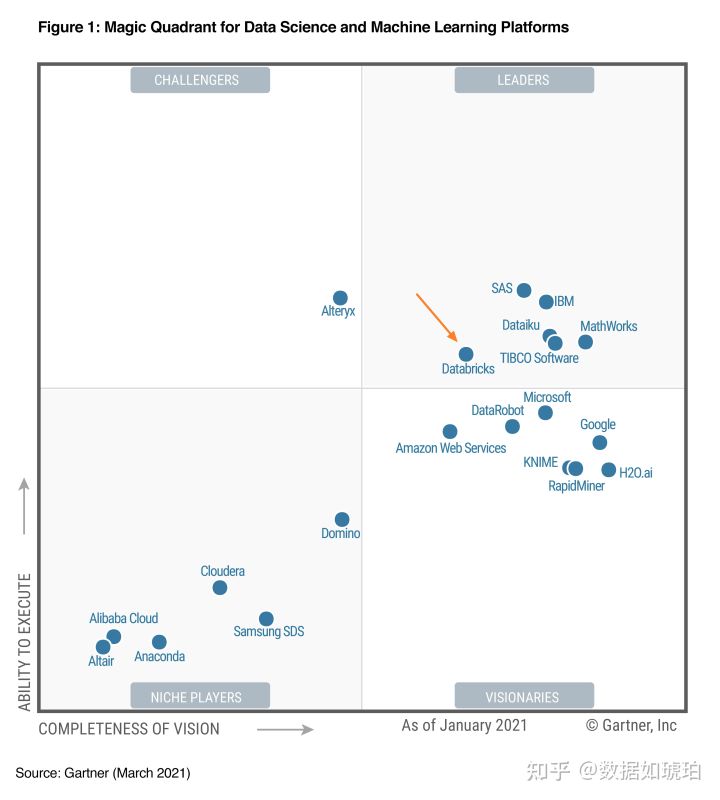 Figure 1: Magic Quadrant for Data Science and Machine Learning Platforms
CHALLENGERS
LEADERS
SAS
IBM
Alteryx
Dataiku
MathWorks
TIBCO Software
Databricks
Microsoft
DataRobot
Google
Amazon Web Services
KNIME
H2O.ai
RapidMiner
Domino
Cloudera
Alibaba Cloud
Samsung SDS
Altair
Anaconda
NICHE PLAYERS
VISIONARIES
ABILITY TO EXECUTE
COMPLETENESS OF VISION
As of January 2021
© Gartner, Inc
Source: Gartner (March 2021)
知乎 @数据如琥珀